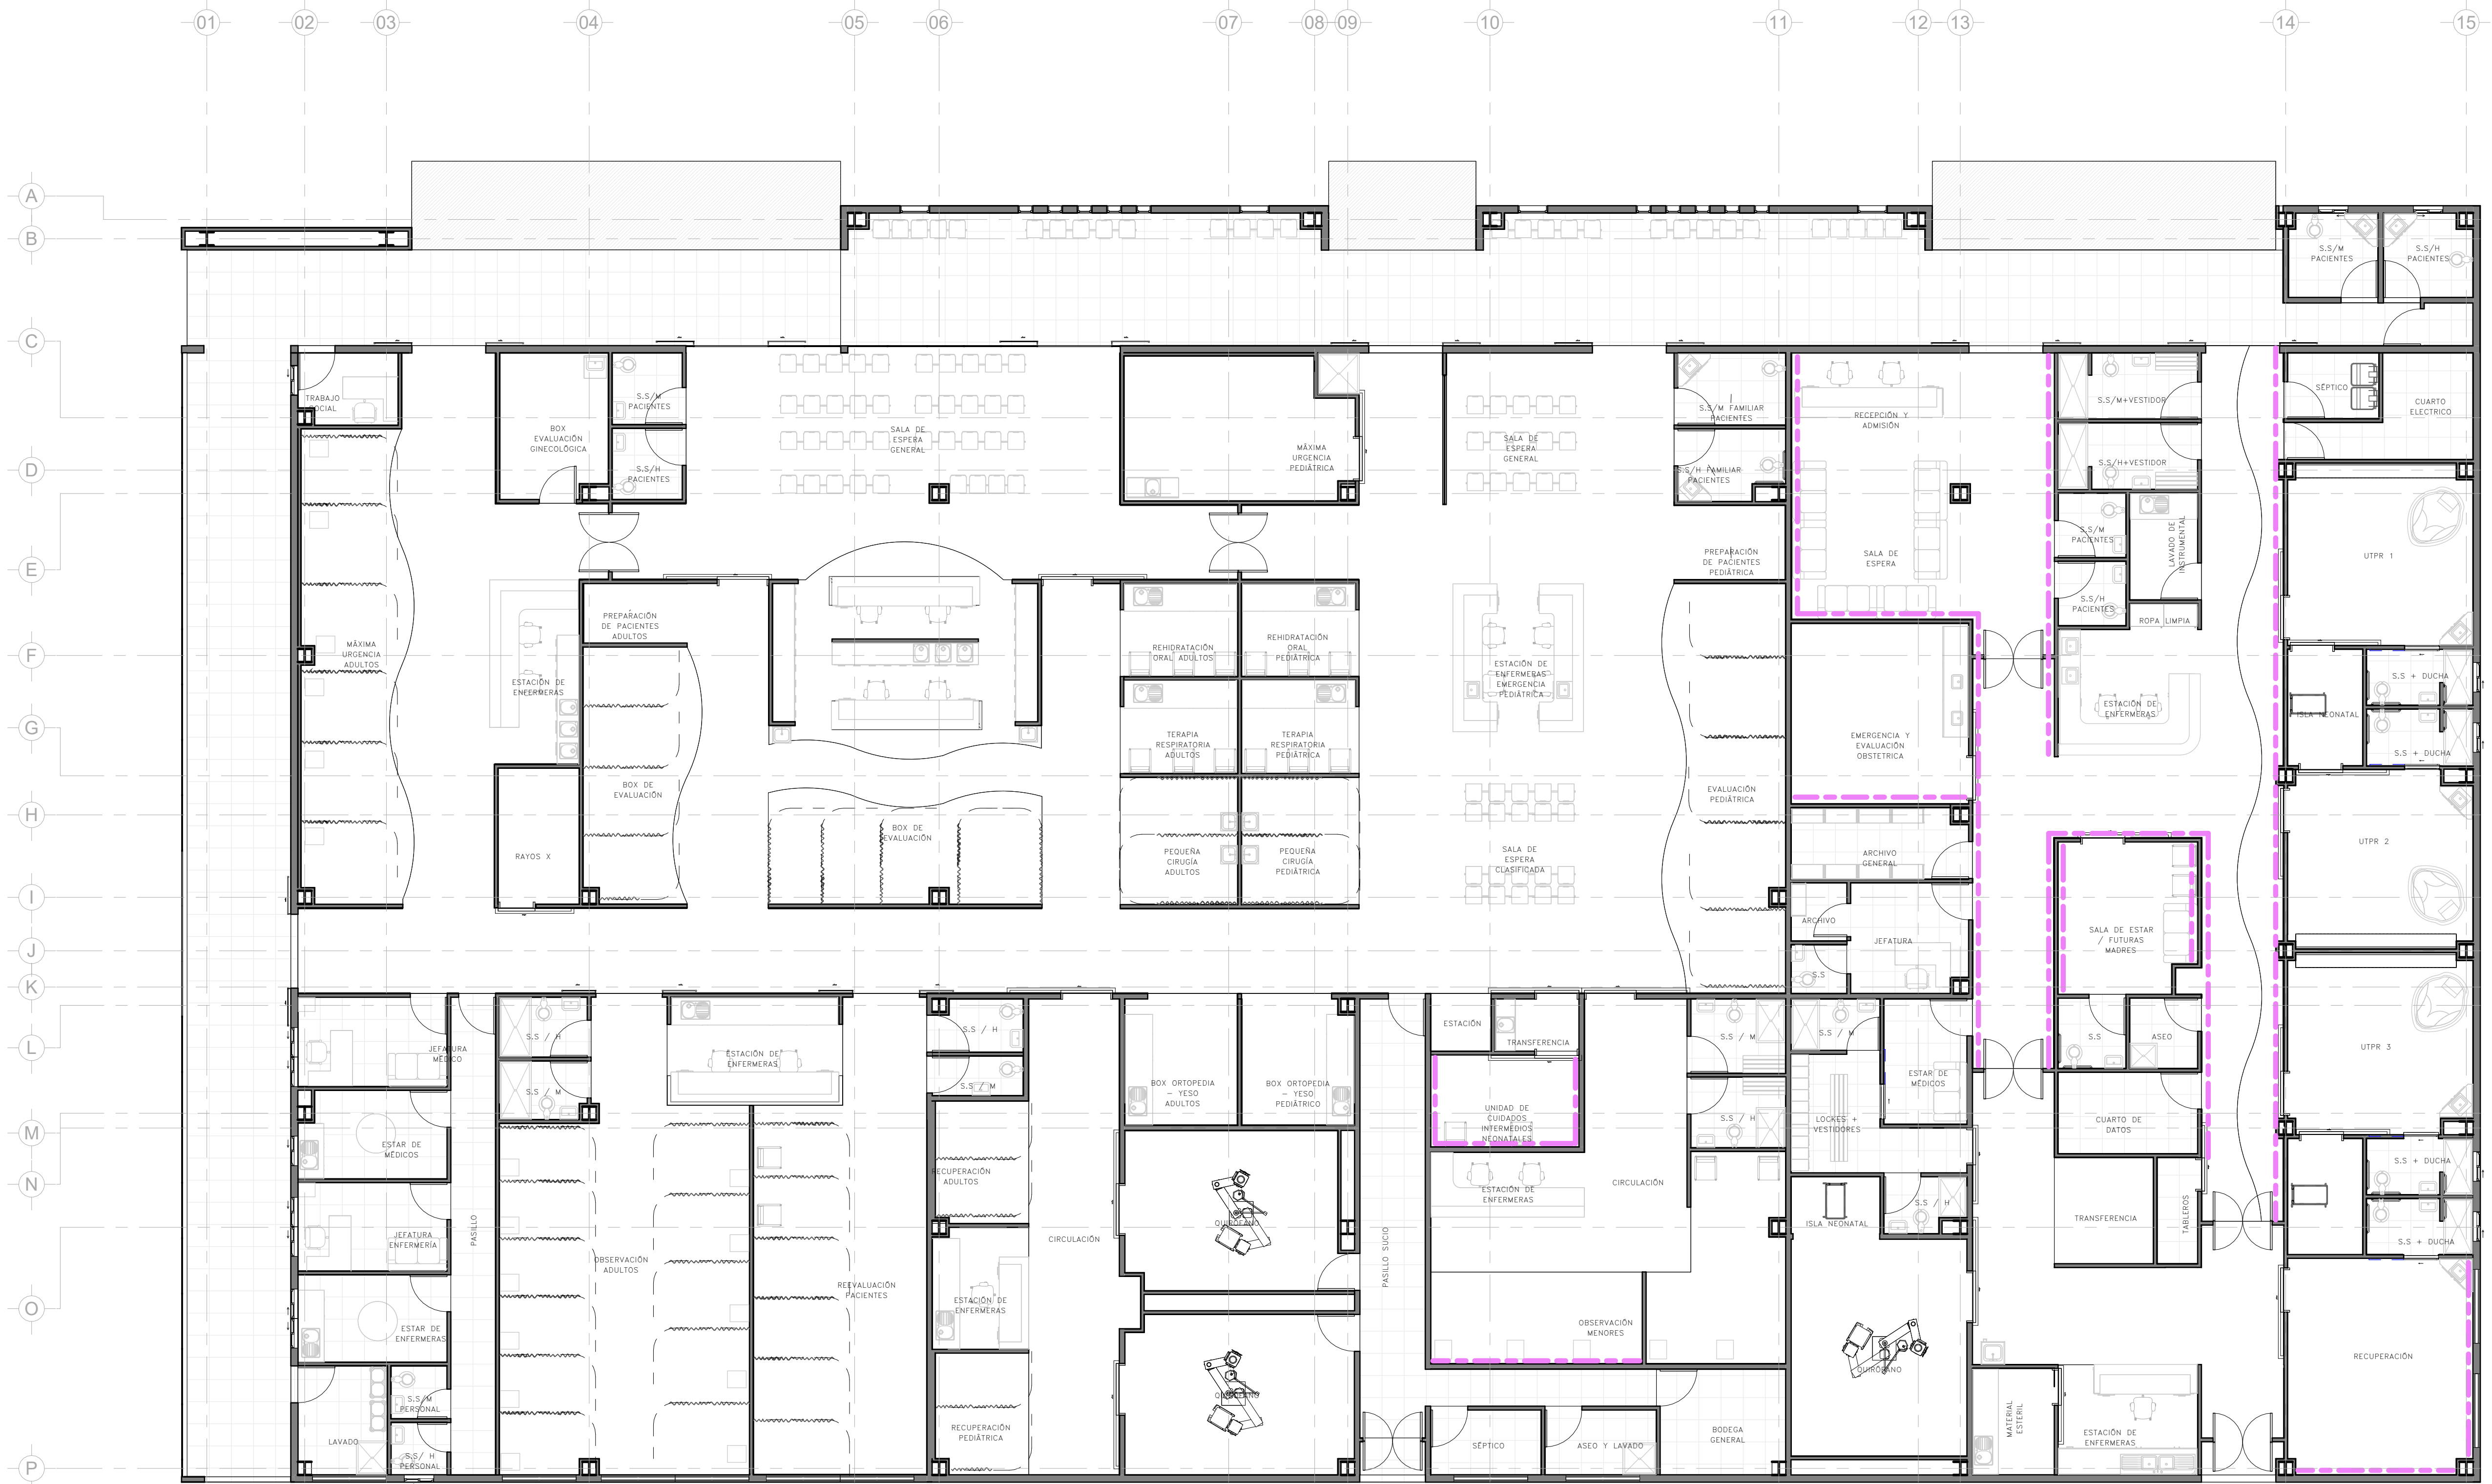 01
02
03
04
05
06
07
08
09
10
11
12
13
14
15
A
B
C
D
E
F
G
H
I
J
K
L
M
N
O
P
S.S/M
PACIENTES
S.S/H
PACIENTES
TRABAJO
SOCIAL
BOX
EVALUACIÓN
GINECOLÓGICA
S.S/M
PACIENTES
S.S/H
PACIENTES
SALA DE
ESPERA
GENERAL
MÁXIMA
URGENCIA
PEDIÁTRICA
SALA DE
ESPERA
GENERAL
S.S/M FAMILIAR
PACIENTES
S.S/H FAMILIAR
PACIENTES
RECEPCIÓN Y
ADMISIÓN
S.S/M+VESTIDOR
S.S/H+VESTIDOR
SÉPTICO
CUARTO
ELECTRICO
PREPARACIÓN
DE PACIENTES
PEDIÁTRICA
SALA DE
ESPERA
S.S/M
PACIENTES
S.S/H
PACIENTES
LAVADO DE
INSTRUMENTAL
ROPA LIMPIA
UTPR 1
MÁXIMA
URGENCIA
ADULTOS
ESTACIÓN DE
ENFERMERAS
PREPARACIÓN
DE PACIENTES
ADULTOS
BOX DE
EVALUACIÓN
REHIDRATACIÓN
ORAL ADULTOS
REHIDRATACIÓN
ORAL
PEDIÁTRICA
TERAPIA
RESPIRATORIA
ADULTOS
TERAPIA
RESPIRATORIA
PEDIÁTRICA
ESTACIÓN DE
ENFERMERAS
EMERGENCIA
PEDIÁTRICA
EMERGENCIA Y
EVALUACIÓN
OBSTETRICA
ESTACIÓN DE
ENFERMERAS
ISLA NEONATAL
S.S + DUCHA
S.S + DUCHA
RAYOS X
BOX DE
EVALUACIÓN
PEQUEÑA
CIRUGÍA
ADULTOS
PEQUEÑA
CIRUGÍA
PEDIÁTRICA
SALA DE
ESPERA
CLASIFICADA
EVALUACIÓN
PEDIÁTRICA
ARCHIVO
GENERAL
UTPR 2
ARCHIVO
JEFATURA
S.S
SALA DE ESTAR
/ FUTURAS
MADRES
JEFATURA
MÉDICO
S.S / H
S.S / M
ESTACIÓN DE
ENFERMERAS
S.S / H
S.S / M
BOX ORTOPEDIA
– YESO
ADULTOS
BOX ORTOPEDIA
– YESO
PEDIÁTRICO
ESTACIÓN
TRANSFERENCIA
UNIDAD DE
CUIDADOS
INTERMEDIOS
NEONATALES
S.S / M
S.S / H
S.S / M
ESTAR DE
MÉDICOS
LOCKES +
VESTIDORES
S.S
ASEO
UTPR 3
CUARTO DE
DATOS
ESTAR DE
MÉDICOS
JEFATURA
ENFERMERÍA
PASILLO
OBSERVACIÓN
ADULTOS
REEVALUACIÓN
PACIENTES
RECUPERACIÓN
ADULTOS
ESTACIÓN DE
ENFERMERAS
CIRCULACIÓN
QUIRÓFANO
PASILLO SUCIO
ESTACIÓN DE
ENFERMERAS
CIRCULACIÓN
ISLA NEONATAL
S.S / H
TRANSFERENCIA
TABLEROS
S.S + DUCHA
S.S + DUCHA
ESTAR DE
ENFERMERAS
OBSERVACIÓN
MENORES
QUIRÓFANO
QUIRÓFANO
RECUPERACIÓN
S.S/M
PERSONAL
S.S/ H
PERSONAL
LAVADO
RECUPERACIÓN
PEDIÁTRICA
SÉPTICO
ASEO Y LAVADO
BODEGA
GENERAL
MATERIAL
ESTERIL
ESTACIÓN DE
ENFERMERAS